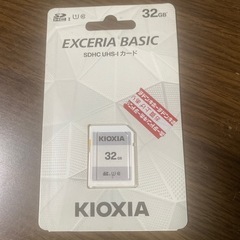 EXCERIA BASIC
32GB
SDHC UHS-I カード
KIOXIA
32GB
KIOXIA